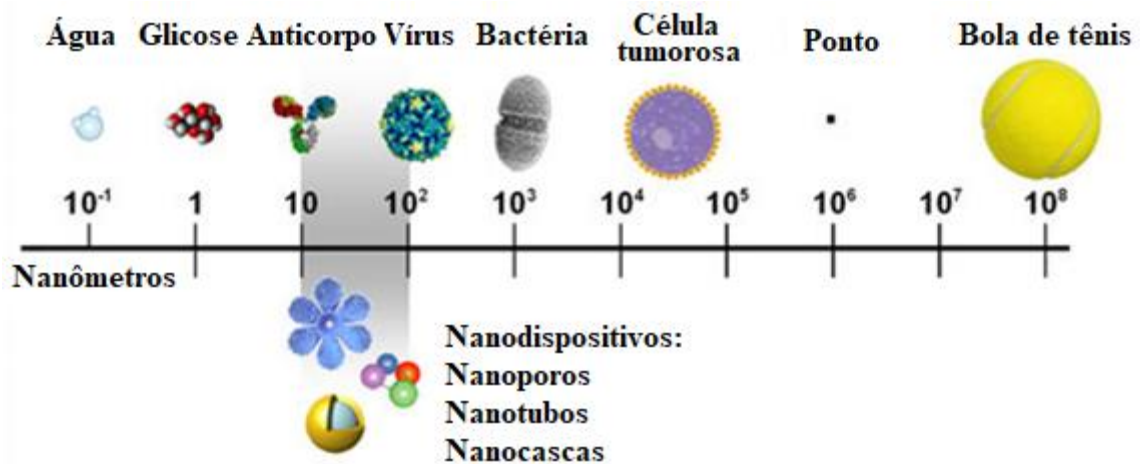 Água Glicose Anticorpo Vírus Bactéria Célula tumorosa Ponto Bola de tênis
10⁻¹ 1 10 10² 10³ 10⁴ 10⁵ 10⁶ 10⁷ 10⁸
Nanômetros
Nanodispositivos:
Nanoporos
Nanotubos
Nanocascas